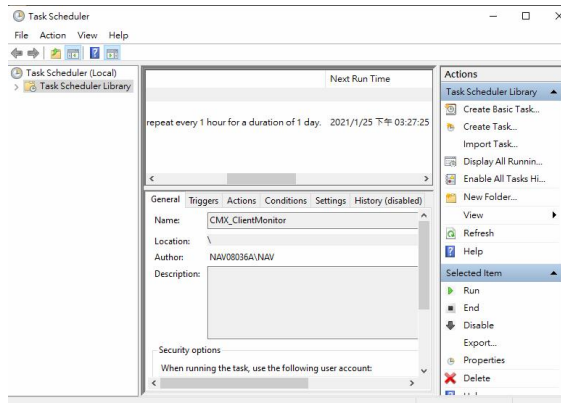 Task Scheduler
File Action View Help
Task Scheduler (Local)
Task Scheduler Library
Next Run Time
repeat every 1 hour for a duration of 1 day. 2021/1/25 下午 03:27:25
General Triggers Actions Conditions Settings History (disabled)
Name: CMX_ClientMonitor
Location: \
Author: NAV08036A\NAV
Description:
Security options
When running the task, use the following user account:
Actions
Task Scheduler Library
Create Basic Task...
Create Task...
Import Task...
Display All Runnin...
Enable All Tasks Hi...
New Folder...
View
Refresh
Help
Selected Item
Run
End
Disable
Export...
Properties
Delete